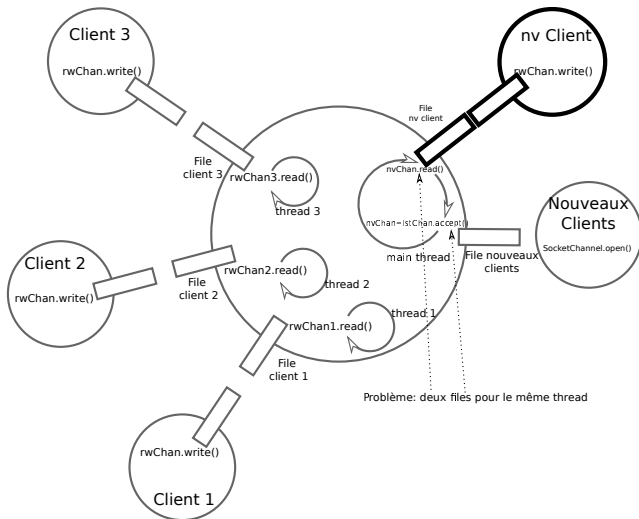 Client 3
rwChan.write()
nv Client
rwChan.write()
File
nv client
File
client 3
rwChan3.read()
thread 3
nvChan.read()
nvChan=lstChan.accept()
main thread
Nouveaux
Clients
SocketChannel.open()
File nouveaux
clients
Client 2
rwChan.write()
File
client 2
rwChan2.read()
thread 2
thread 1
rwChan1.read()
File
client 1
Problème: deux files pour le même thread
rwChan.write()
Client 1